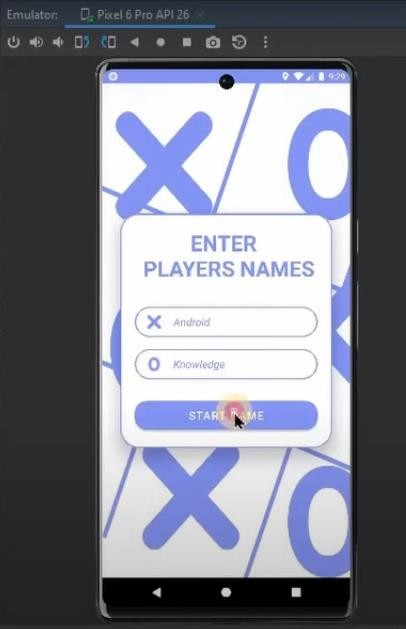 Emulator: Pixel 6 Pro API 26
9:29
ENTER
PLAYERS NAMES
Android
Knowledge
START GAME